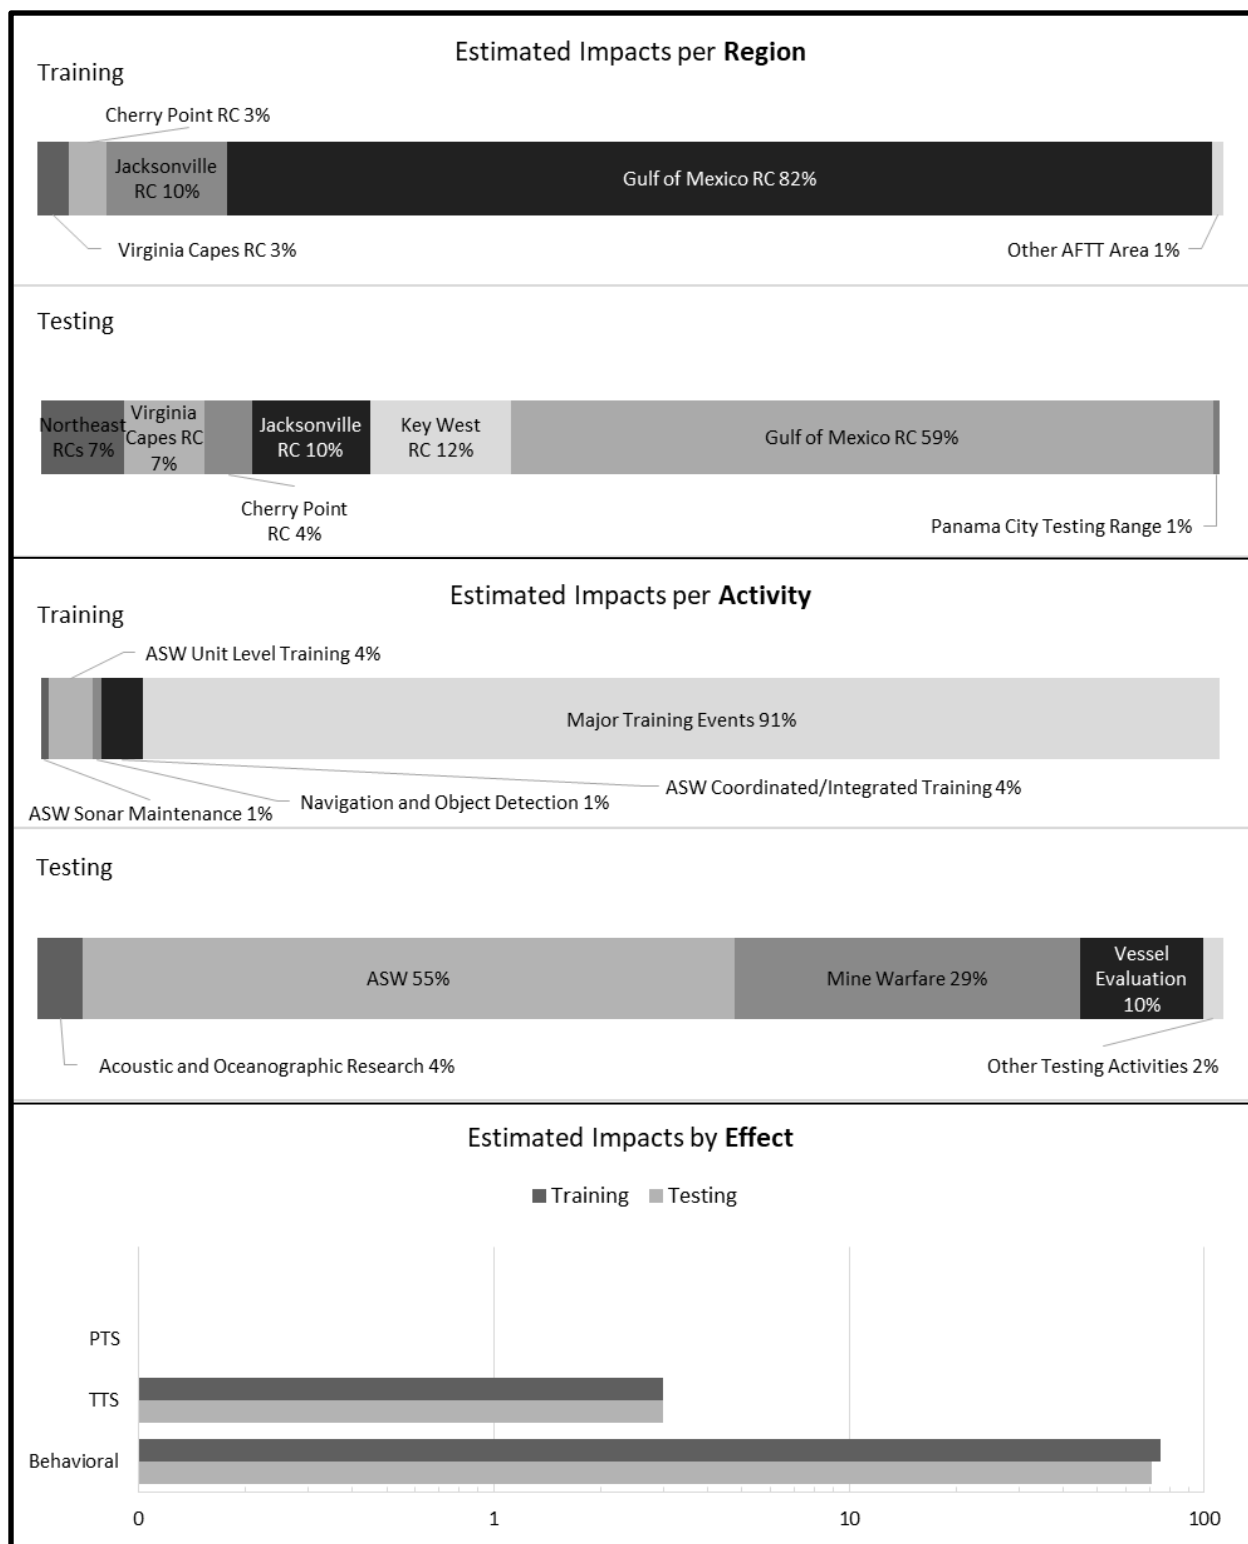 Estimated Impacts per Region
Training
Cherry Point RC 3%
Jacksonville
RC 10%
Gulf of Mexico RC 82%
Virginia Capes RC 3%
Other AFTT Area 1%
Testing
Northeast
RCs 7%
Virginia
Capes RC
7%
Jacksonville
RC 10%
Key West
RC 12%
Gulf of Mexico RC 59%
Cherry Point
RC 4%
Panama City Testing Range 1%
Estimated Impacts per Activity
Training
ASW Unit Level Training 4%
Major Training Events 91%
ASW Coordinated/Integrated Training 4%
Navigation and Object Detection 1%
ASW Sonar Maintenance 1%
Testing
ASW 55%
Mine Warfare 29%
Vessel
Evaluation
10%
Acoustic and Oceanographic Research 4%
Other Testing Activities 2%
Estimated Impacts by Effect
Training Testing
PTS
TTS
Behavioral
0 1 10 100